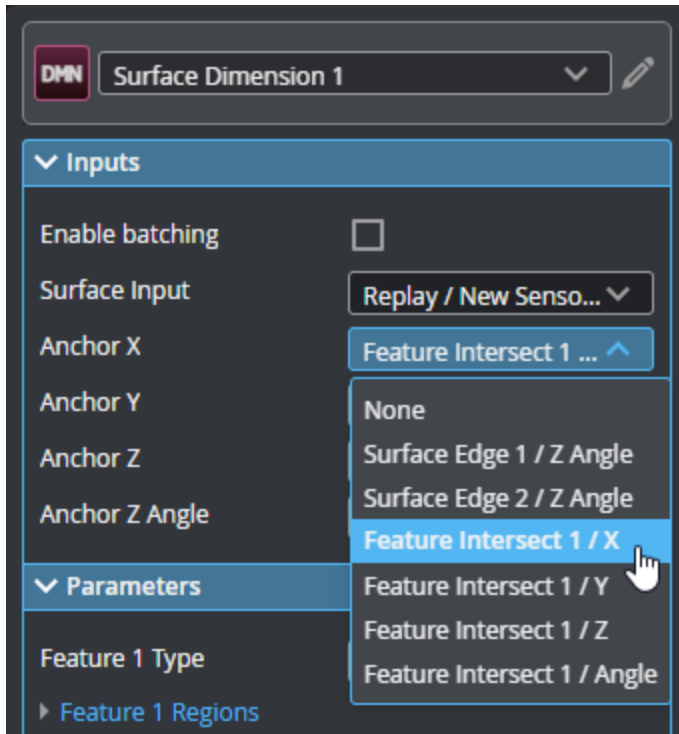 DMN Surface Dimension 1
Inputs
Enable batching
Surface Input Replay / New Senso...
Anchor X Feature Intersect 1 ...
Anchor Y
None
Surface Edge 1 / Z Angle
Anchor Z
Surface Edge 2 / Z Angle
Anchor Z Angle
Feature Intersect 1 / X
Parameters
Feature Intersect 1 / Y
Feature Intersect 1 / Z
Feature 1 Type
Feature Intersect 1 / Angle
Feature 1 Regions